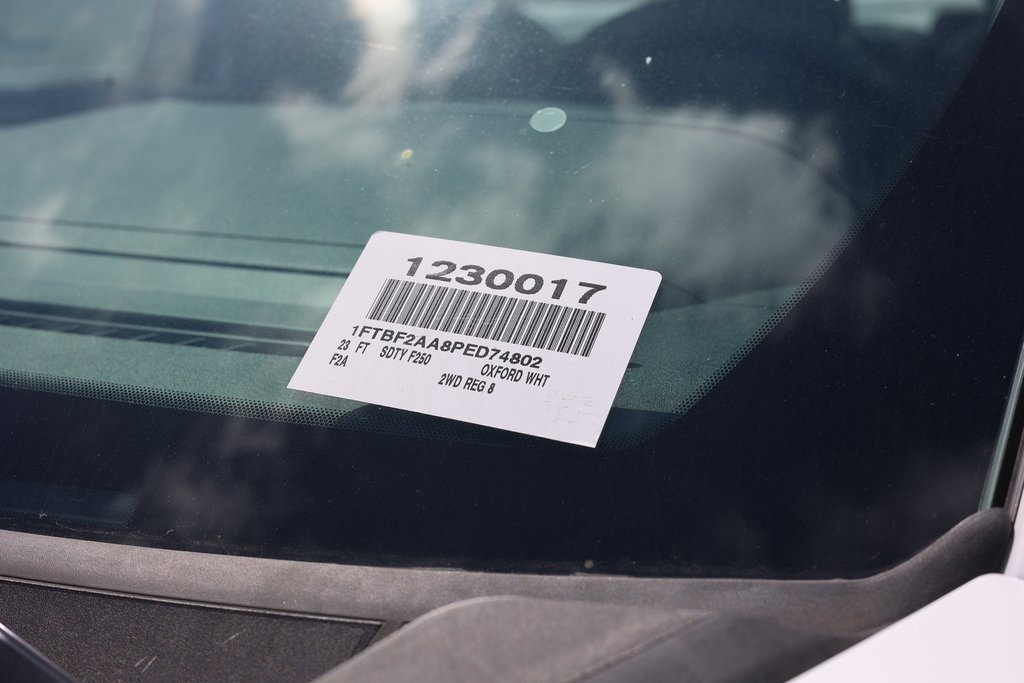 1230017
1FTBF2AA8PED74802
23 FT SDTY F250 OXFORD WHT
F2A 2WD REG 8